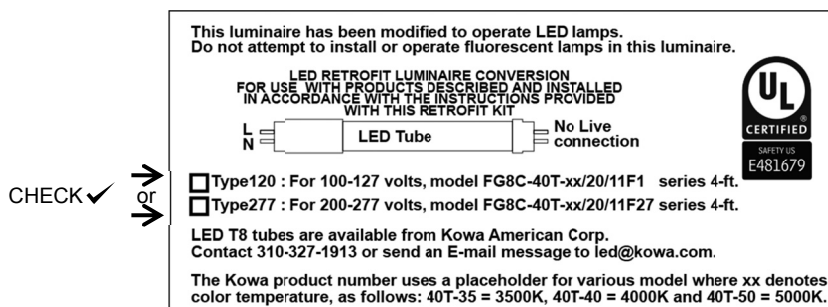 This luminaire has been modified to operate LED lamps.
Do not attempt to install or operate fluorescent lamps in this luminaire.
LED RETROFIT LUMINAIRE CONVERSION
FOR USE WITH PRODUCTS DESCRIBED AND INSTALLED
IN ACCORDANCE WITH THE INSTRUCTIONS PROVIDED
WITH THIS RETROFIT KIT
L
N
LED Tube
No Live
connection
UL
CERTIFIED
SAFETY US
E481679
CHECK✓ or
Type120 : For 100-127 volts, model FG8C-40T-xx/20/11F1 series 4-ft.
Type277 : For 200-277 volts, model FG8C-40T-xx/20/11F27 series 4-ft.
LED T8 tubes are available from Kowa American Corp.
Contact 310-327-1913 or send an E-mail message to led@kowa.com.
The Kowa product number uses a placeholder for various model where xx denotes
color temperature, as follows: 40T-35 = 3500K, 40T-40 = 4000K and 40T-50 = 5000K.